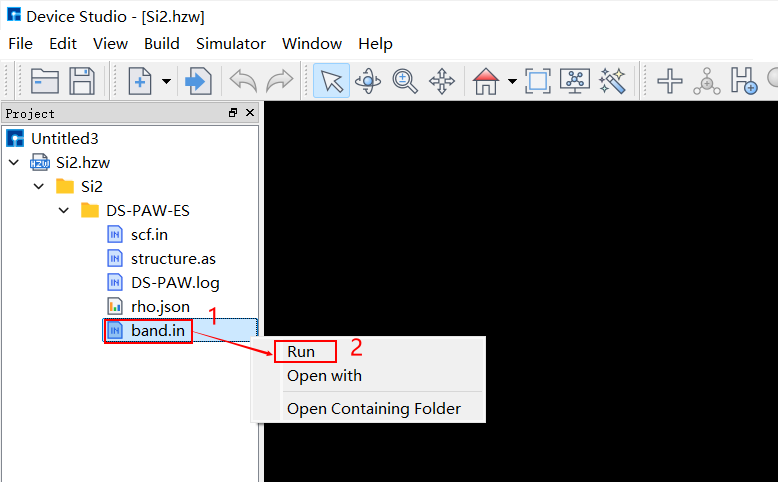 Device Studio - [Si2.hzw]
File Edit View Build Simulator Window Help
Project
Untitled3
Si2.hzw
Si2
DS-PAW-ES
scf.in
structure.as
DS-PAW.log
rho.json
1
band.in
Run 2
Open with
Open Containing Folder